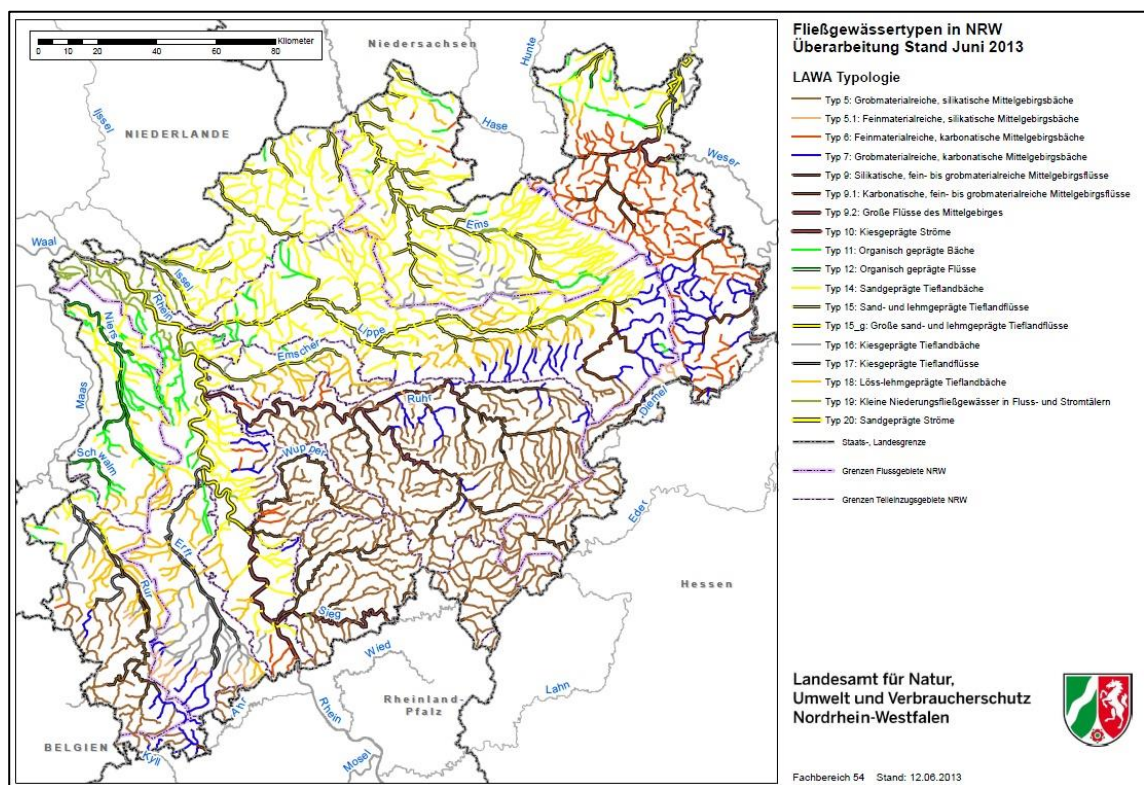 Kilometer
0 5 10 20 40 60 80
Niedersachsen
Hunte
Ijssel
NIEDERLANDE
Hase
Weser
Ems
Waal
Issel
Rhein
Niers
Lippe
Emscher
Maas
Ruhr
Diemel
Schwalm
Wupper
Eder
Erft
Hessen
Rur
Sieg
Wied
Lahn
Rheinland-
Pfalz
Ahr
Rhein
BELGIEN
Kyll
Mosel
Fließgewässertypen in NRW
Überarbeitung Stand Juni 2013
LAWA Typologie
Typ 5: Grobmaterialreiche, silikatische Mittelgebirgsbäche
Typ 5.1: Feinmaterialreiche, silikatische Mittelgebirgsbäche
Typ 6: Feinmaterialreiche, karbonatische Mittelgebirgsbäche
Typ 7: Grobmaterialreiche, karbonatische Mittelgebirgsbäche
Typ 9: Silikatische, fein- bis grobmaterialreiche Mittelgebirgsflüsse
Typ 9.1: Karbonatische, fein- bis grobmaterialreiche Mittelgebirgsflüsse
Typ 9.2: Große Flüsse des Mittelgebirges
Typ 10: Kiesgeprägte Ströme
Typ 11: Organisch geprägte Bäche
Typ 12: Organisch geprägte Flüsse
Typ 14: Sandgeprägte Tieflandbäche
Typ 15: Sand- und lehmgeprägte Tieflandflüsse
Typ 15_g: Große sand- und lehmgeprägte Tieflandflüsse
Typ 16: Kiesgeprägte Tieflandbäche
Typ 17: Kiesgeprägte Tieflandflüsse
Typ 18: Löss-lehmgeprägte Tieflandbäche
Typ 19: Kleine Niederungsfließgewässer in Fluss- und Stromtälern
Typ 20: Sandgeprägte Ströme
Staats-, Landesgrenze
Grenzen Flussgebiete NRW
Grenzen Teileinzugsgebiete NRW
Landesamt für Natur,
Umwelt und Verbraucherschutz
Nordrhein-Westfalen
Fachbereich 54 Stand: 12.06.2013